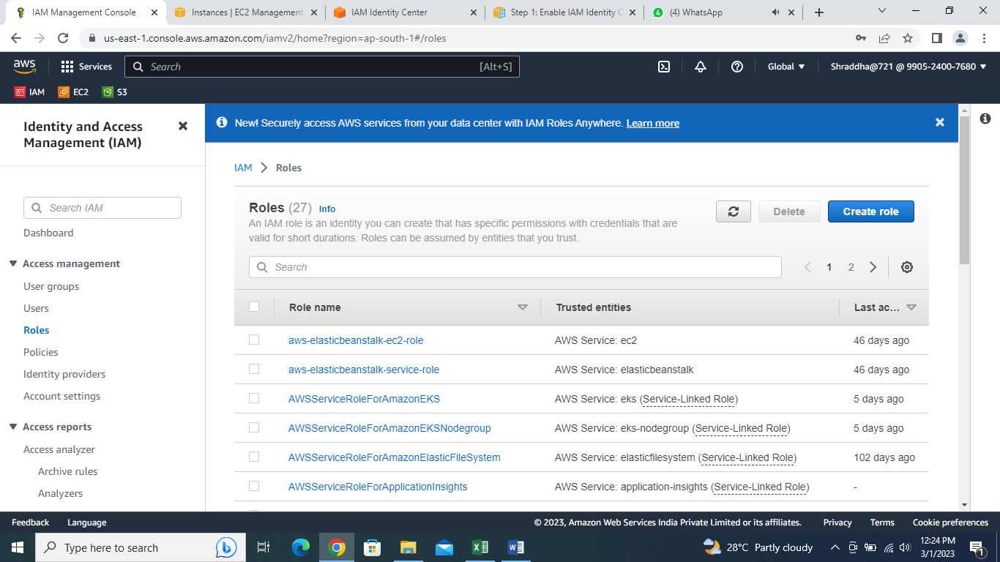 IAM Management Console
Instances | EC2 Management
IAM Identity Center
Step 1: Enable IAM Identity C
(4) WhatsApp
us-east-1.console.aws.amazon.com/iamv2/home?region=ap-south-1#/roles
aws
Services
Search
[Alt+S]
Global
Shraddha@721 @ 9905-2400-7680
IAM
EC2
S3
Identity and Access
Management (IAM)
Search IAM
Dashboard
Access management
User groups
Users
Roles
Policies
Identity providers
Account settings
Access reports
Access analyzer
Archive rules
Analyzers
New! Securely access AWS services from your data center with IAM Roles Anywhere. Learn more
IAM > Roles
Roles (27) Info
An IAM role is an identity you can create that has specific permissions with credentials that are
valid for short durations. Roles can be assumed by entities that you trust.
Delete
Create role
Search
1 2
Role name Trusted entities Last ac...
aws-elasticbeanstalk-ec2-role AWS Service: ec2 46 days ago
aws-elasticbeanstalk-service-role AWS Service: elasticbeanstalk 46 days ago
AWSServiceRoleForAmazonEKS AWS Service: eks (Service-Linked Role) 5 days ago
AWSServiceRoleForAmazonEKSNodegroup AWS Service: eks-nodegroup (Service-Linked Role) 5 days ago
AWSServiceRoleForAmazonElasticFileSystem AWS Service: elasticfilesystem (Service-Linked Role) 102 days ago
AWSServiceRoleForApplicationInsights AWS Service: application-insights (Service-Linked Role) -
Feedback Language © 2023, Amazon Web Services India Private Limited or its affiliates. Privacy Terms Cookie preferences
Type here to search
28°C Partly cloudy
12:24 PM
3/1/2023
1